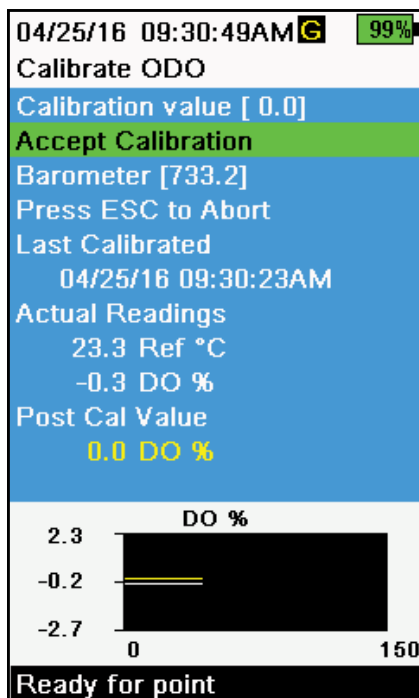 04/25/16 09:30:49AM G 99%
Calibrate ODO
Calibration value [ 0.0]
Accept Calibration
Barometer [733.2]
Press ESC to Abort
Last Calibrated
04/25/16 09:30:23AM
Actual Readings
23.3 Ref °C
-0.3 DO %
Post Cal Value
0.0 DO %
DO %
2.3
-0.2
-2.7
0 150
Ready for point